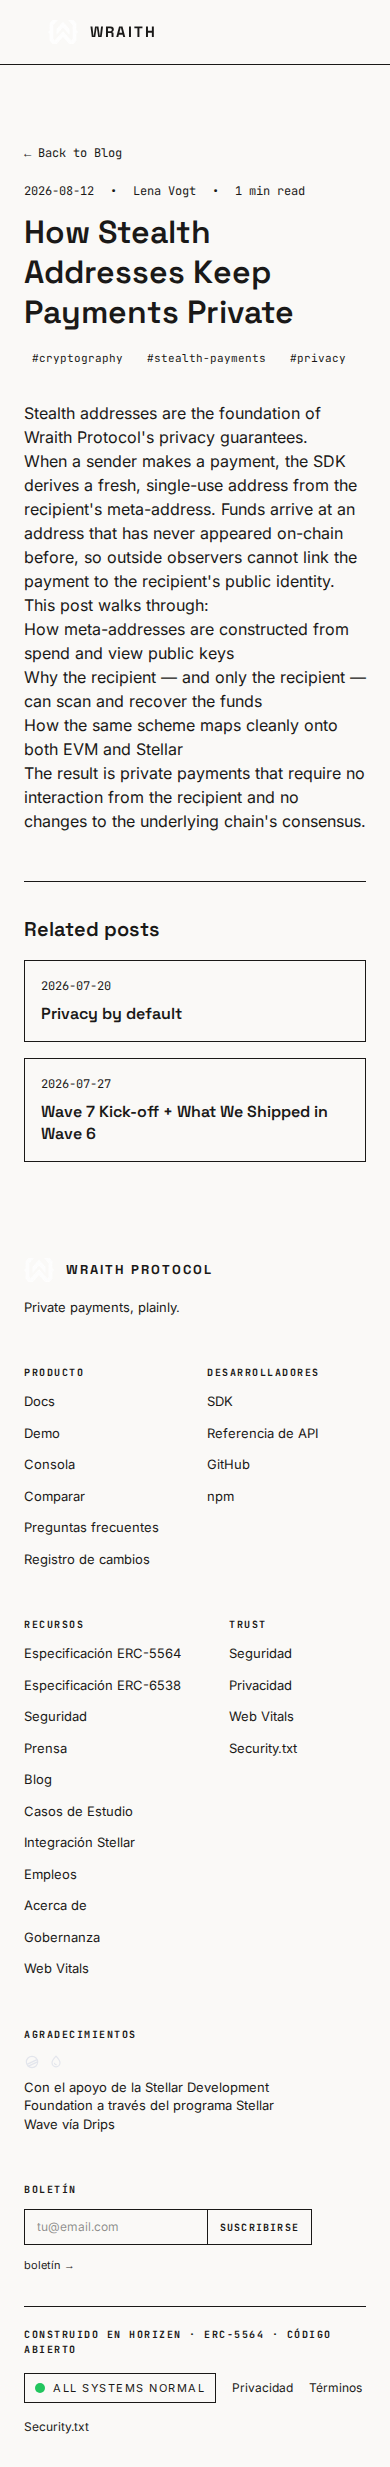 WRAITH
← Back to Blog
2026-08-12 • Lena Vogt • 1 min read
How Stealth
Addresses Keep
Payments Private
#cryptography #stealth-payments #privacy
Stealth addresses are the foundation of
Wraith Protocol's privacy guarantees.
When a sender makes a payment, the SDK
derives a fresh, single-use address from the
recipient's meta-address. Funds arrive at an
address that has never appeared on-chain
before, so outside observers cannot link the
payment to the recipient's public identity.
This post walks through:
How meta-addresses are constructed from
spend and view public keys
Why the recipient — and only the recipient —
can scan and recover the funds
How the same scheme maps cleanly onto
both EVM and Stellar
The result is private payments that require no
interaction from the recipient and no
changes to the underlying chain's consensus.
Related posts
2026-07-20
Privacy by default
2026-07-27
Wave 7 Kick-off + What We Shipped in
Wave 6
WRAITH PROTOCOL
Private payments, plainly.
PRODUCTO
Docs
Demo
Consola
Comparar
Preguntas frecuentes
Registro de cambios
DESARROLLADORES
SDK
Referencia de API
GitHub
npm
RECURSOS
Especificación ERC-5564
Especificación ERC-6538
Seguridad
Prensa
Blog
Casos de Estudio
Integración Stellar
Empleos
Acerca de
Gobernanza
Web Vitals
TRUST
Seguridad
Privacidad
Web Vitals
Security.txt
AGRADECIMIENTOS
Con el apoyo de la Stellar Development
Foundation a través del programa Stellar
Wave vía Drips
BOLETÍN
tu@email.com SUSCRIBIRSE
boletín →
CONSTRUIDO EN HORIZEN · ERC-5564 · CÓDIGO
ABIERTO
ALL SYSTEMS NORMAL Privacidad Términos
Security.txt